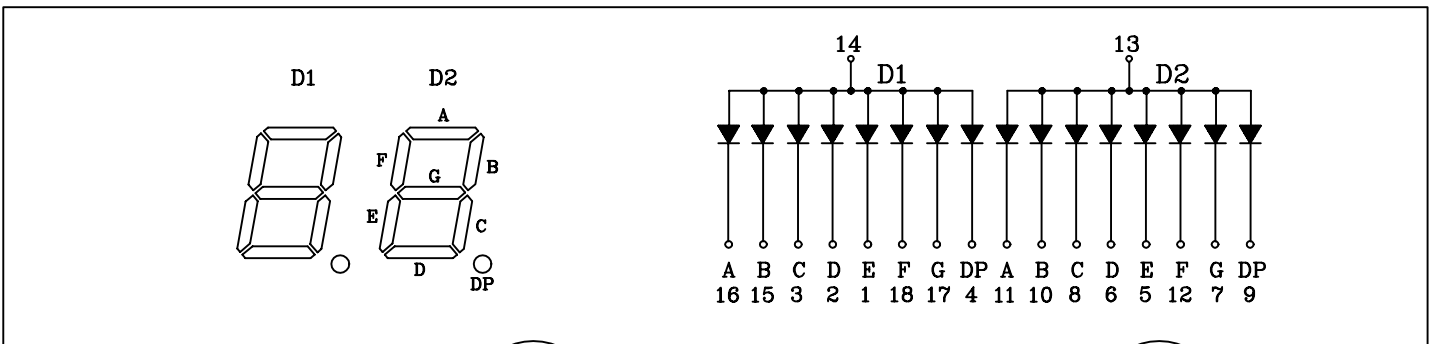 D1 D2
A
F B
G
E C
D
DP
14 13
D1 D2
A B C D E F G DP A B C D E F G DP
16 15 3 2 1 18 17 4 11 10 8 6 5 12 7 9